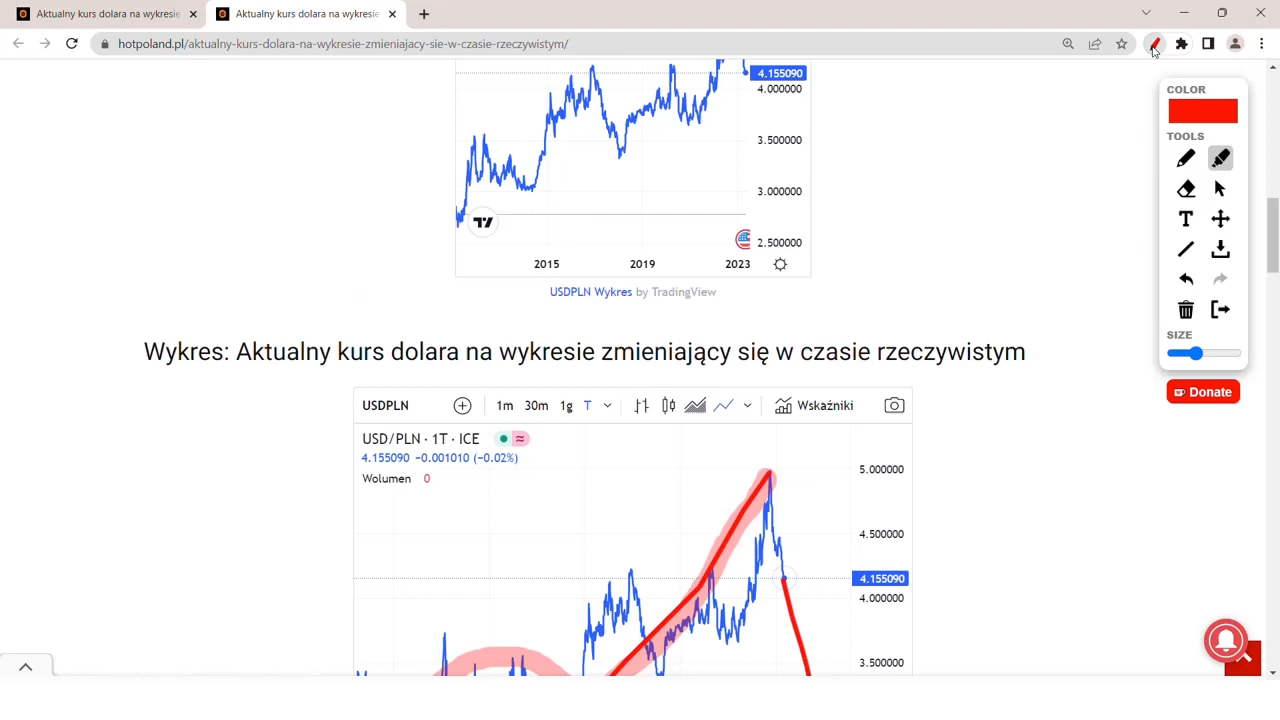 Aktualny kurs dolara na wykresie
Aktualny kurs dolara na wykresie
hotpoland.pl/aktualny-kurs-dolara-na-wykresie-zmieniajacy-sie-w-czasie-rzeczywistym/
COLOR
TOOLS
SIZE
Donate
4.155090
4.000000
3.500000
3.000000
2.500000
2015 2019 2023
USDPLN Wykres by TradingView
Wykres: Aktualny kurs dolara na wykresie zmieniający się w czasie rzeczywistym
USDPLN 1m 30m 1g T Wskaźniki
USD/PLN · 1T · ICE
4.155090 −0.001010 (−0.02%)
Wolumen 0
5.000000
4.500000
4.155090
4.000000
3.500000